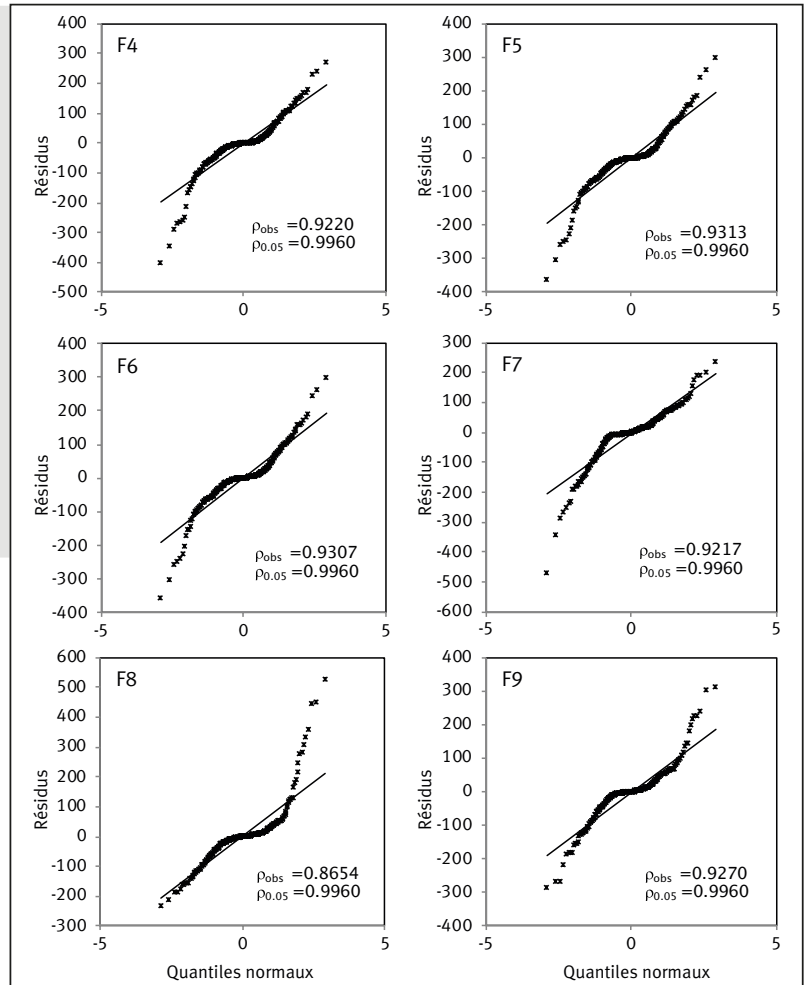 F4
400
300
200
100
0
-100
-200
-300
-400
-500
-5
0
5
Résidus
ρobs =0.9220
ρ0.05 =0.9960
F5
400
300
200
100
0
-100
-200
-300
-400
-5
0
5
Résidus
ρobs =0.9313
ρ0.05 =0.9960
F6
400
300
200
100
0
-100
-200
-300
-400
-5
0
5
Résidus
ρobs =0.9307
ρ0.05 =0.9960
F7
300
200
100
0
-100
-200
-300
-400
-500
-600
-5
0
5
Résidus
ρobs =0.9217
ρ0.05 =0.9960
F8
600
500
400
300
200
100
0
-100
-200
-300
-5
0
5
Résidus
ρobs =0.8654
ρ0.05 =0.9960
Quantiles normaux
F9
400
300
200
100
0
-100
-200
-300
-400
-5
0
5
Résidus
ρobs =0.9270
ρ0.05 =0.9960
Quantiles normaux